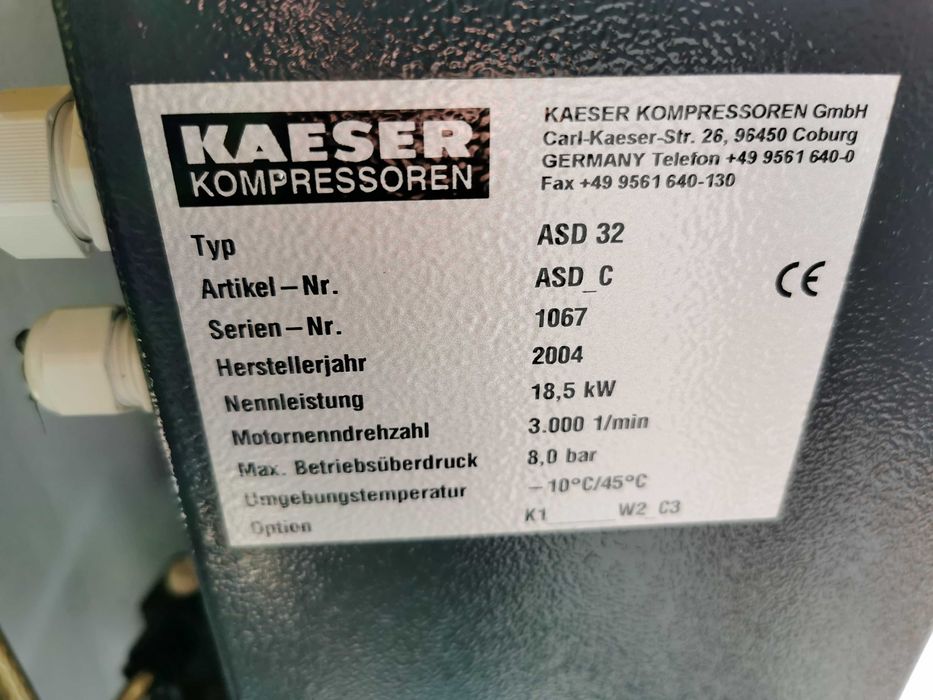 KAESER
KOMPRESSOREN
KAESER KOMPRESSOREN GmbH
Carl-Kaeser-Str. 26, 96450 Coburg
GERMANY Telefon +49 9561 640-0
Fax +49 9561 640-130
Typ ASD 32
Artikel–Nr. ASD_C
CE
Serien–Nr. 1067
Herstellerjahr 2004
Nennleistung 18,5 kW
Motornenndrehzahl 3.000 1/min
Max. Betriebsüberdruck 8,0 bar
Umgebungstemperatur –10°C/45°C
Option K1______W2_C3